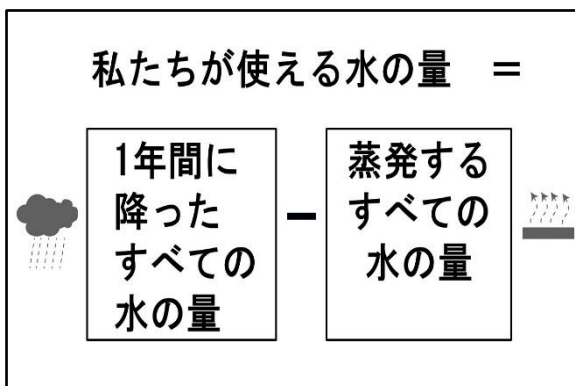 私たちが使える水の量 =
1年間に
降った
すべての
水の量
−
蒸発する
すべての
水の量